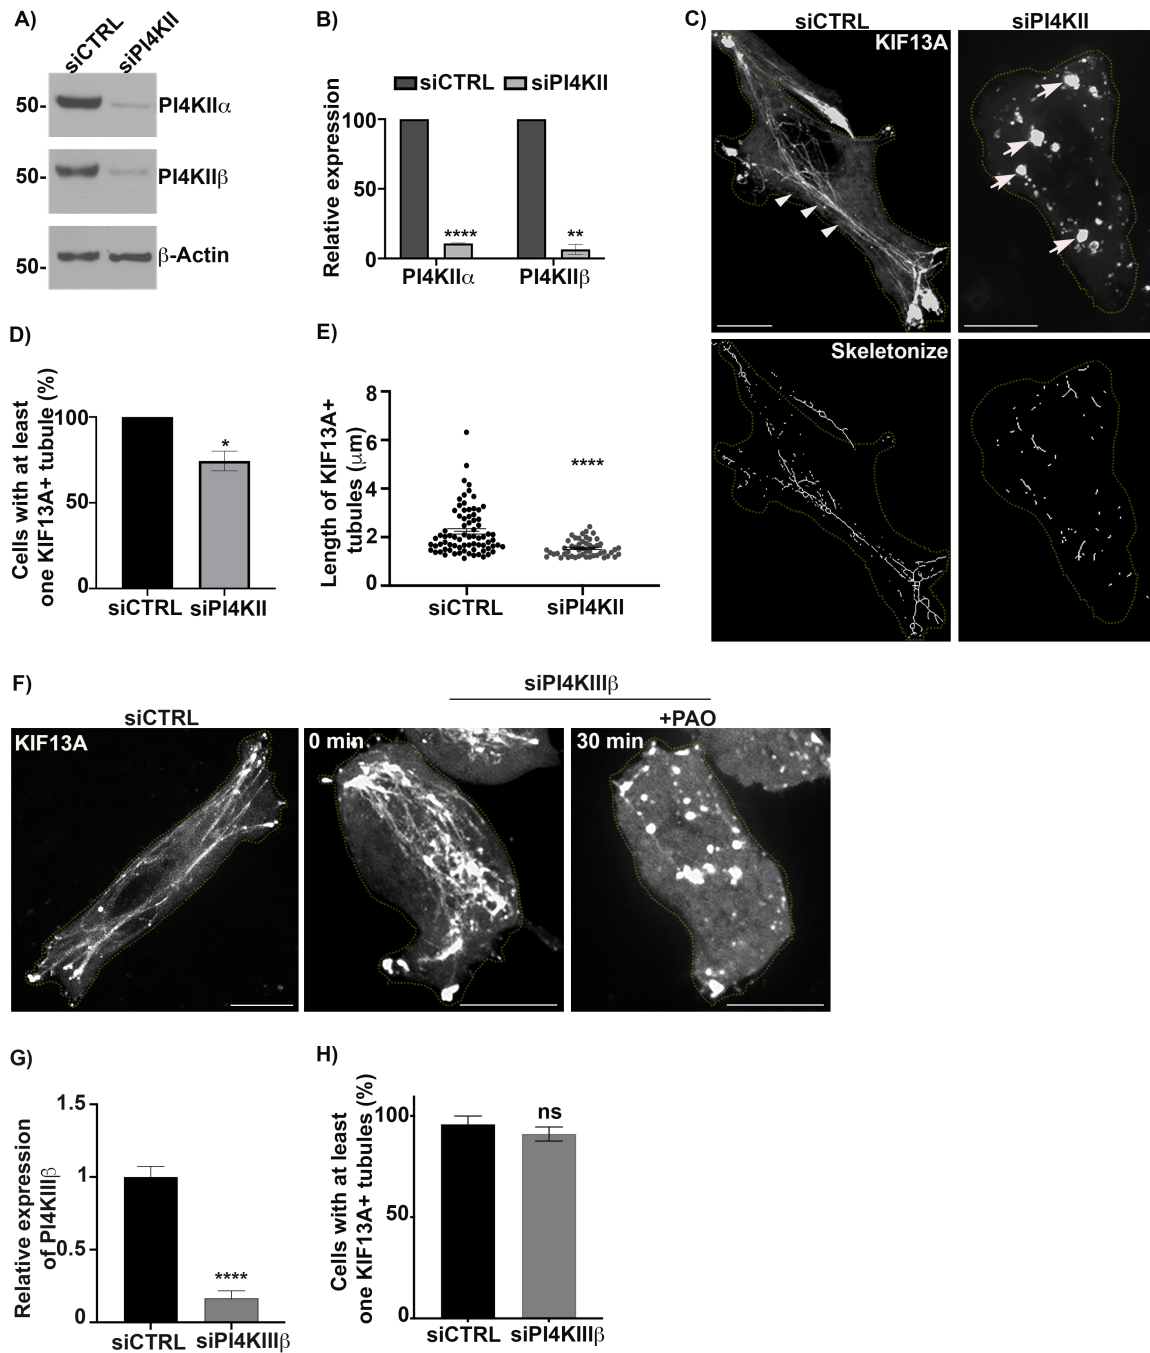 A)
siCTRL
siPI4KII
50-
PI4KIIα
50-
PI4KIIβ
50-
β-Actin
B)
siCTRL
siPI4KII
Relative expression
100
50
0
****
**
PI4KIIα
PI4KIIβ
C)
siCTRL
siPI4KII
KIF13A
Skeletonize
D)
Cells with at least
one KIF13A+ tubule (%)
100
50
0
*
siCTRL
siPI4KII
E)
Length of KIF13A+
tubules (μm)
8
6
4
2
0
****
siCTRL
siPI4KII
F)
siPI4KIIIβ
siCTRL
+PAO
KIF13A
0 min
30 min
G)
Relative expression
of PI4KIIIβ
1.5
1
0.5
0
****
siCTRL
siPI4KIIIβ
H)
Cells with at least
one KIF13A+ tubules (%)
100
50
0
ns
siCTRL
siPI4KIIIβ